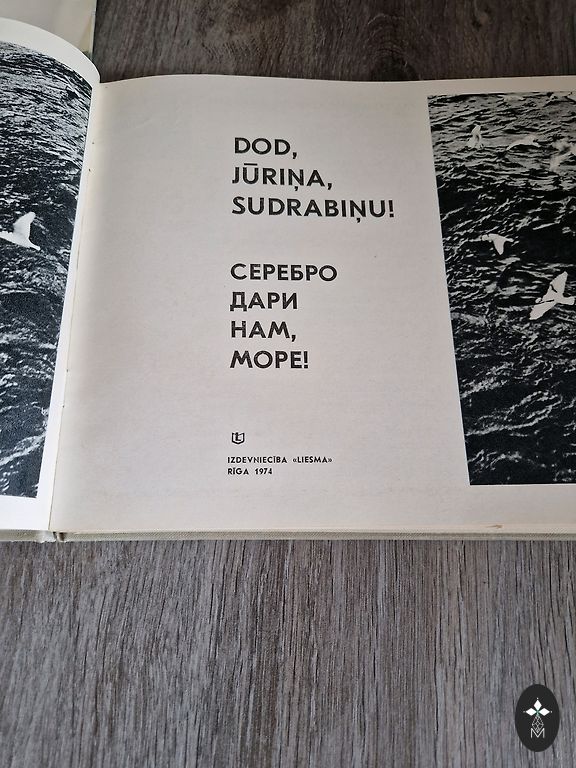 DOD,
JŪRIŅA,
SUDRABIŅU!
СЕРЕБРО
ДАРИ
НАМ,
МОРЕ!
IZDEVNIECĪBA «LIESMA»
RĪGA 1974
M